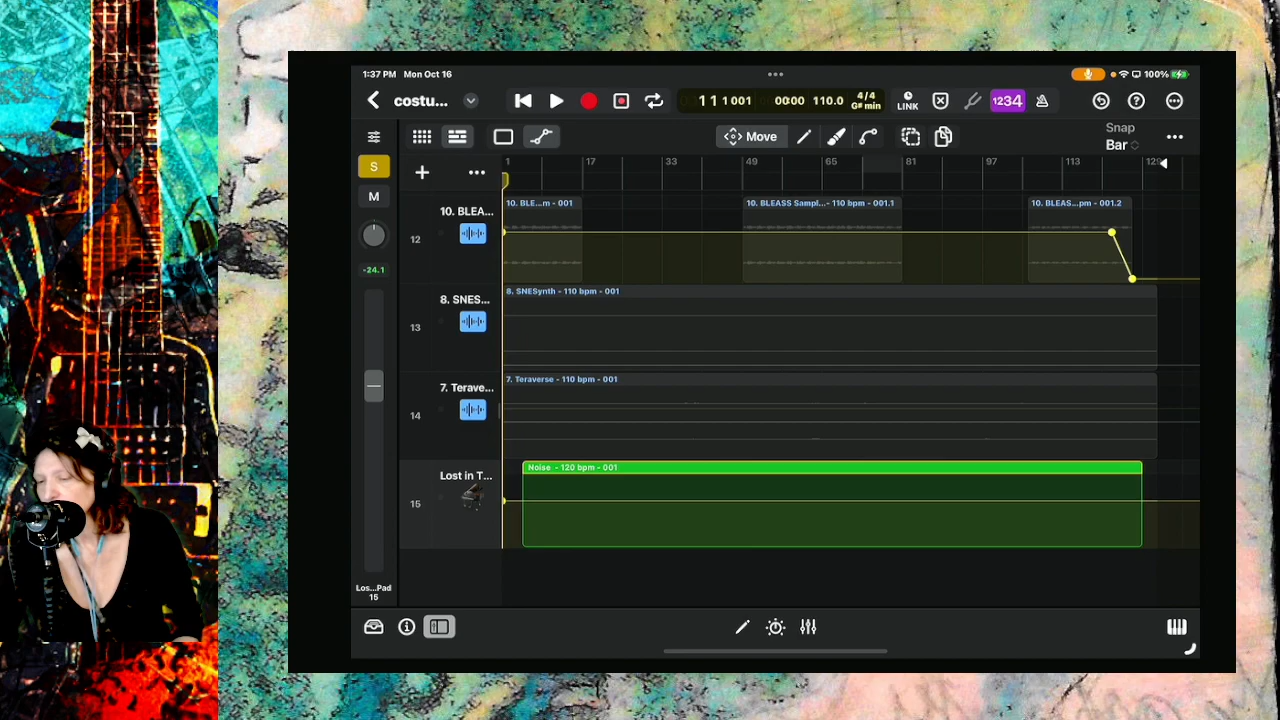 1:37 PM Mon Oct 16
100%
costu...
1 1 1 001 00:00 110.0 4/4 G# min
LINK
1234
Move
Snap
Bar
S
M
-24.1
1 17 33 49 65 81 97 113 129
12
10. BLEA...
10. BLE...m - 001
10. BLEASS Sampl...- 110 bpm - 001.1
10. BLEAS...pm - 001.2
13
8. SNES...
8. SNESynth - 110 bpm - 001
14
7. Terave...
7. Teraverse - 110 bpm - 001
15
Lost in T...
Noise - 120 bpm - 001
Los...Pad
15